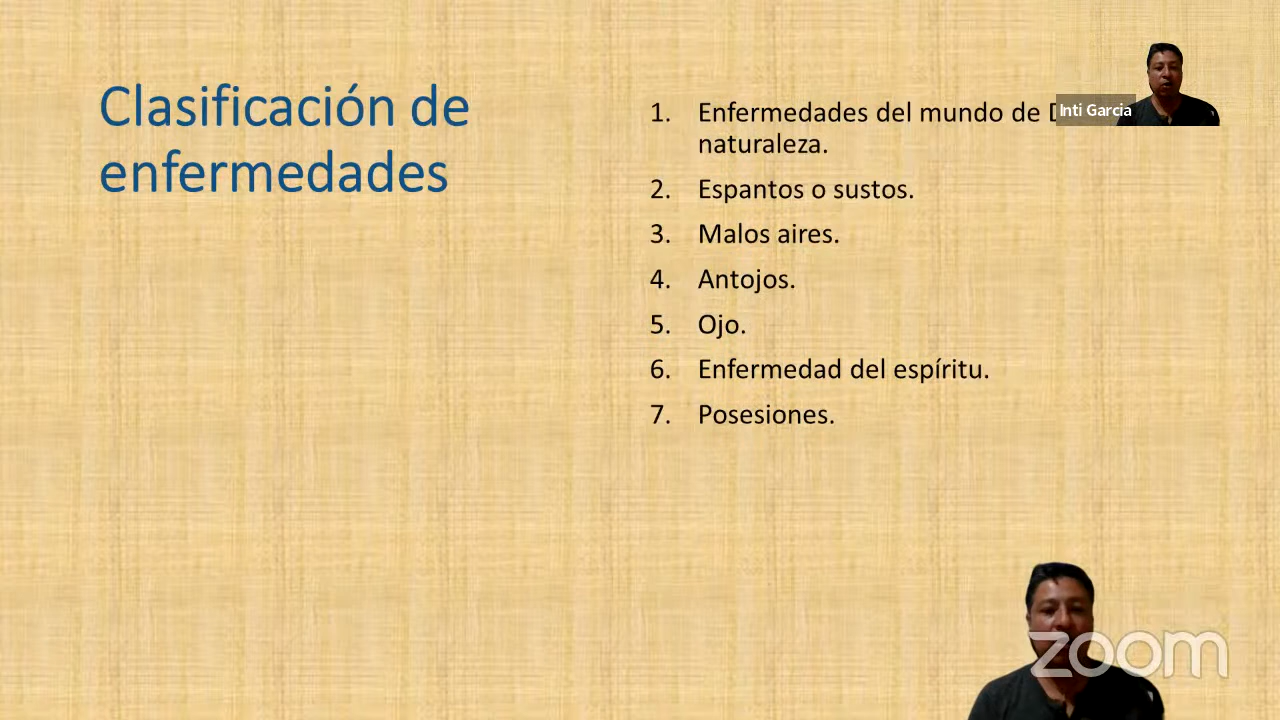 Clasificación de
enfermedades
1. Enfermedades del mundo de
naturaleza.
2. Espantos o sustos.
3. Malos aires.
4. Antojos.
5. Ojo.
6. Enfermedad del espíritu.
7. Posesiones.
Inti Garcia
zoom